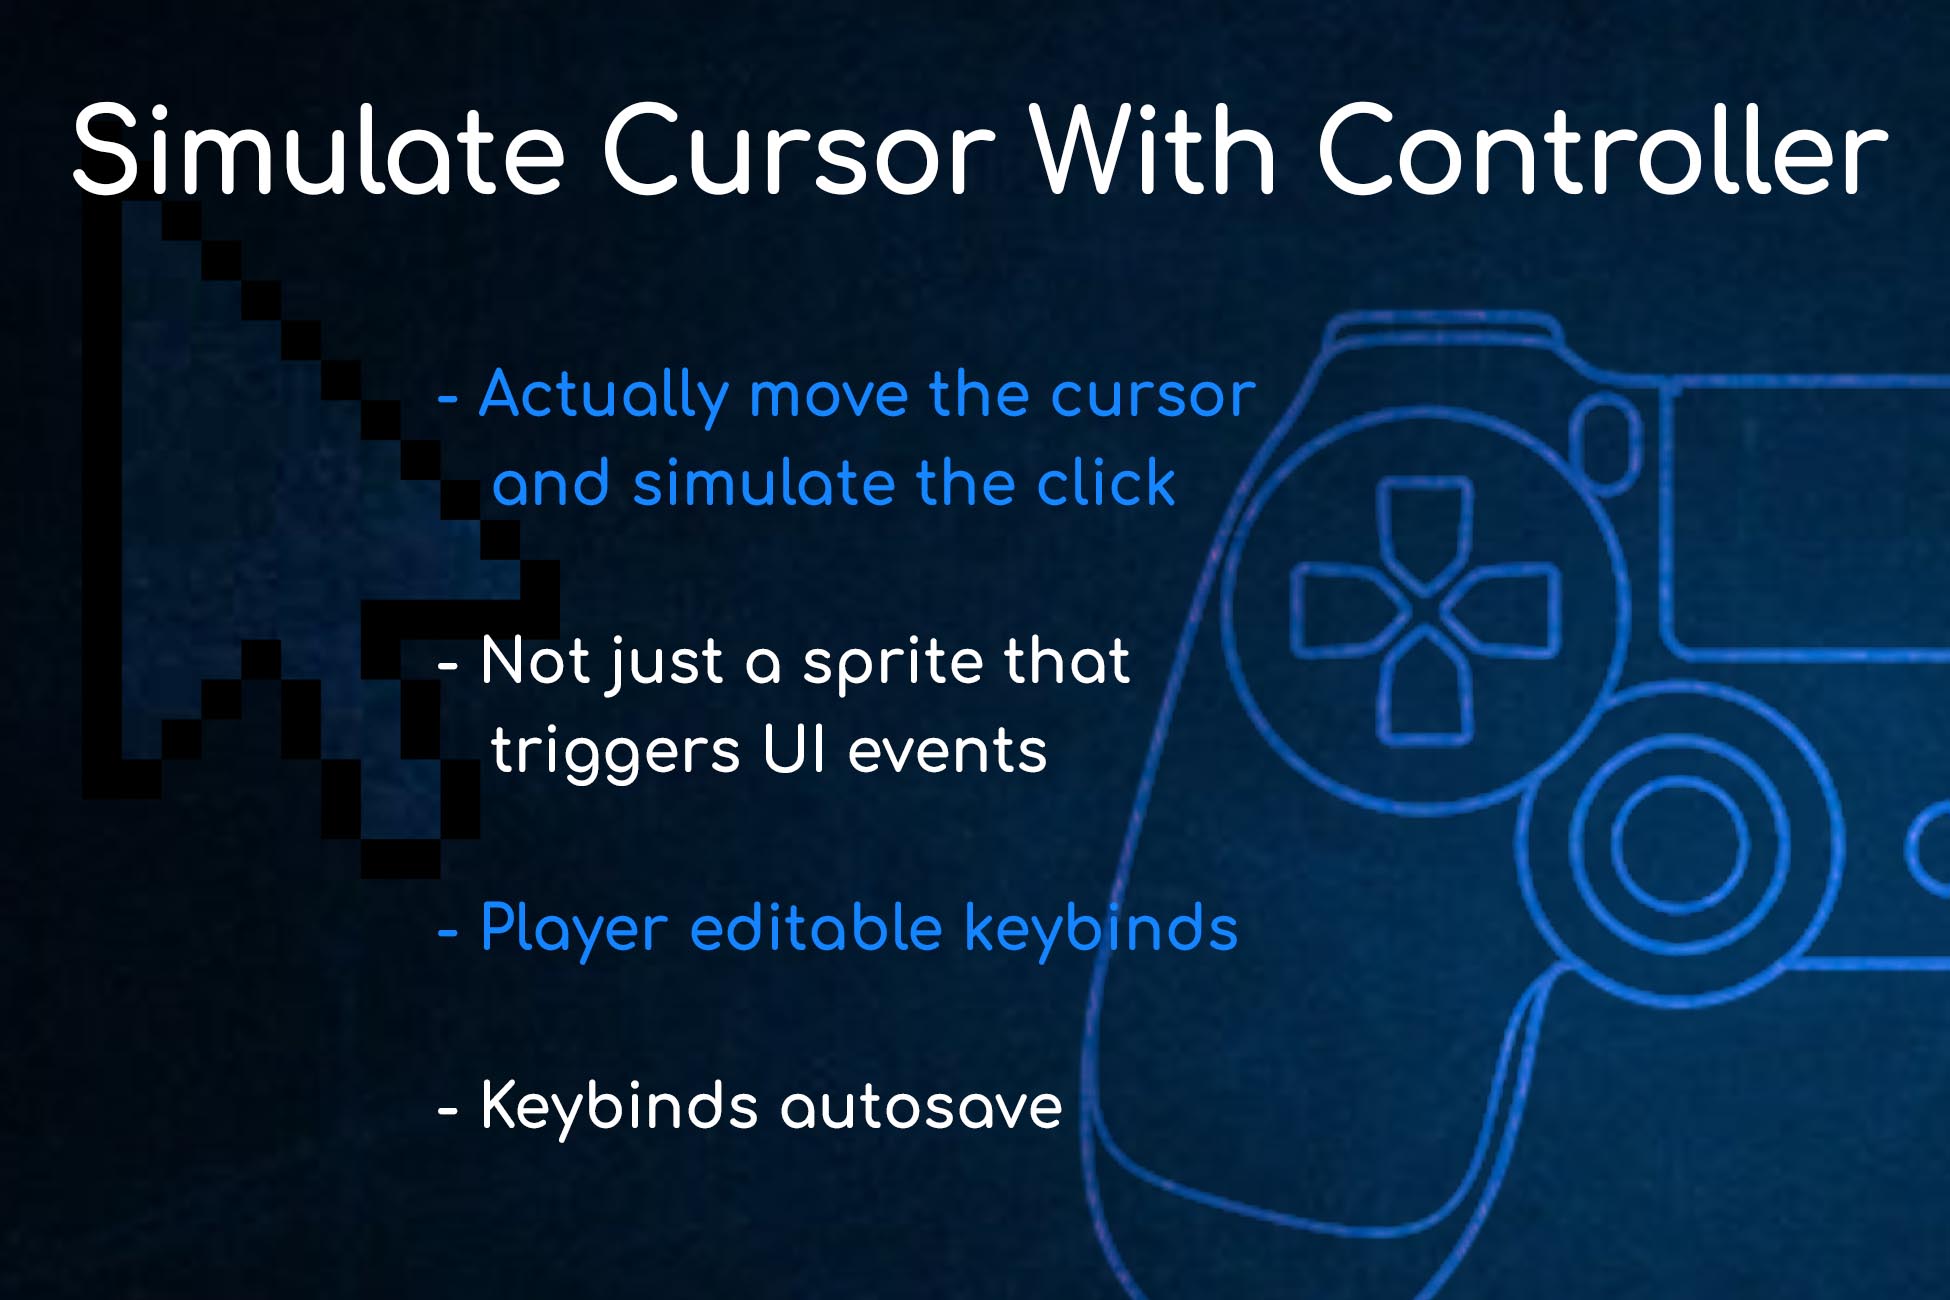 Simulate Cursor With Controller
- Actually move the cursor
and simulate the click
- Not just a sprite that
triggers UI events
- Player editable keybinds
- Keybinds autosave